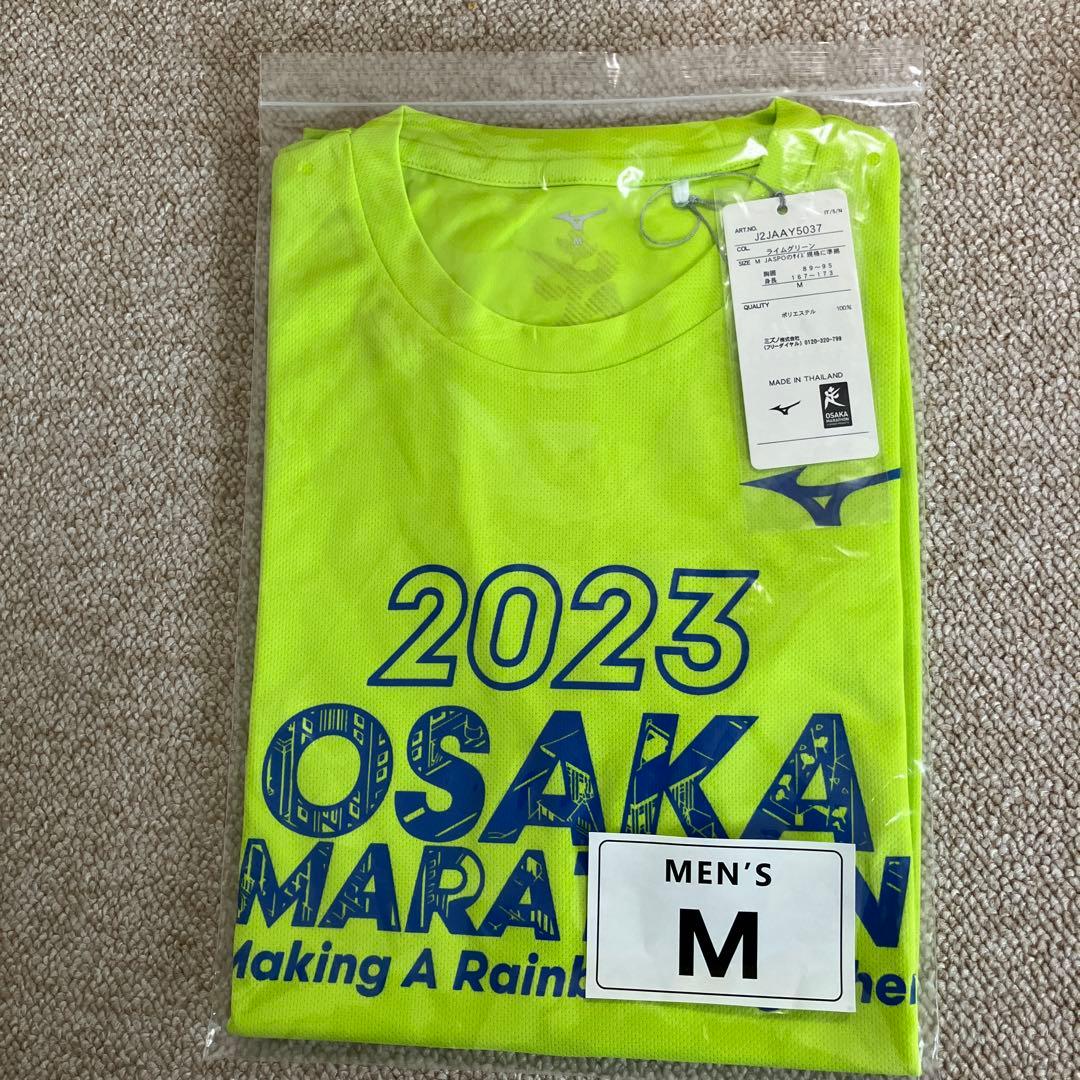 M
IT/S/N
ART.NO. J2JAAY5037
COL. ライムグリーン
SIZE M JASPOのサイズ規格に準拠
胸囲 89~95
身長 167~173
M
QUALITY
ポリエステル 100%
ミズノ株式会社
(フリーダイヤル) 0120-320-799
MADE IN THAILAND
OSAKA
MARATHON
2023
OSAKA
MARAT N
Making A Rainb her
MEN'S
M